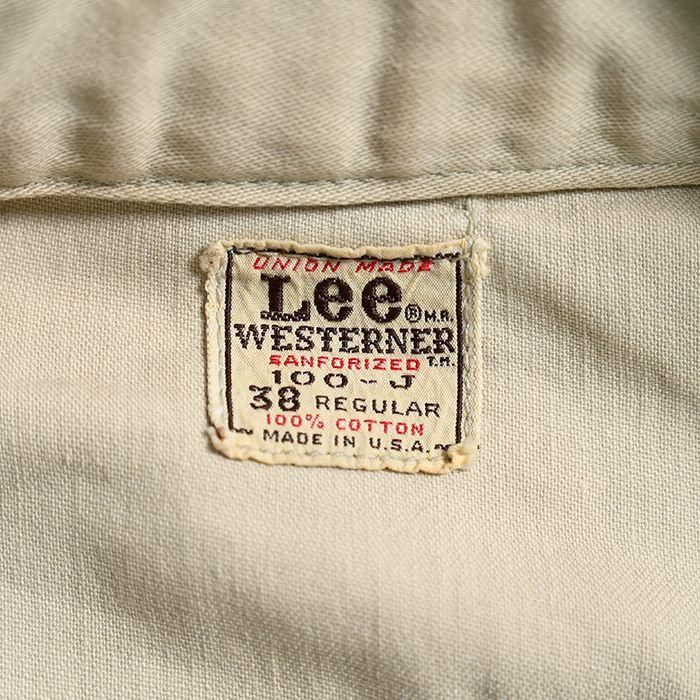 UNION MADE
Lee ® M.R.
WESTERNER
SANFORIZED T.M.
100-J
38 REGULAR
100% COTTON
MADE IN U.S.A.